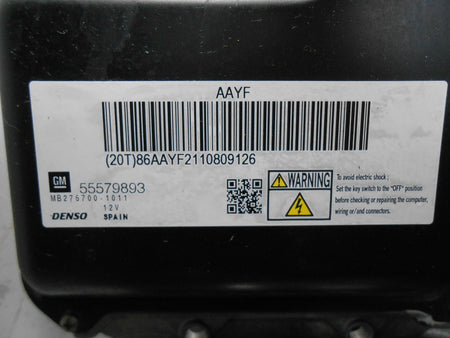 AAYF
(20T)86AAYF2110809126
GM 55579893
MB275700-1011
12V
DENSO SPAIN
WARNING
To avoid electric shock ;
Set the key switch to the "OFF" position
before checking or repairing the computer,
wiring or/and connectors.